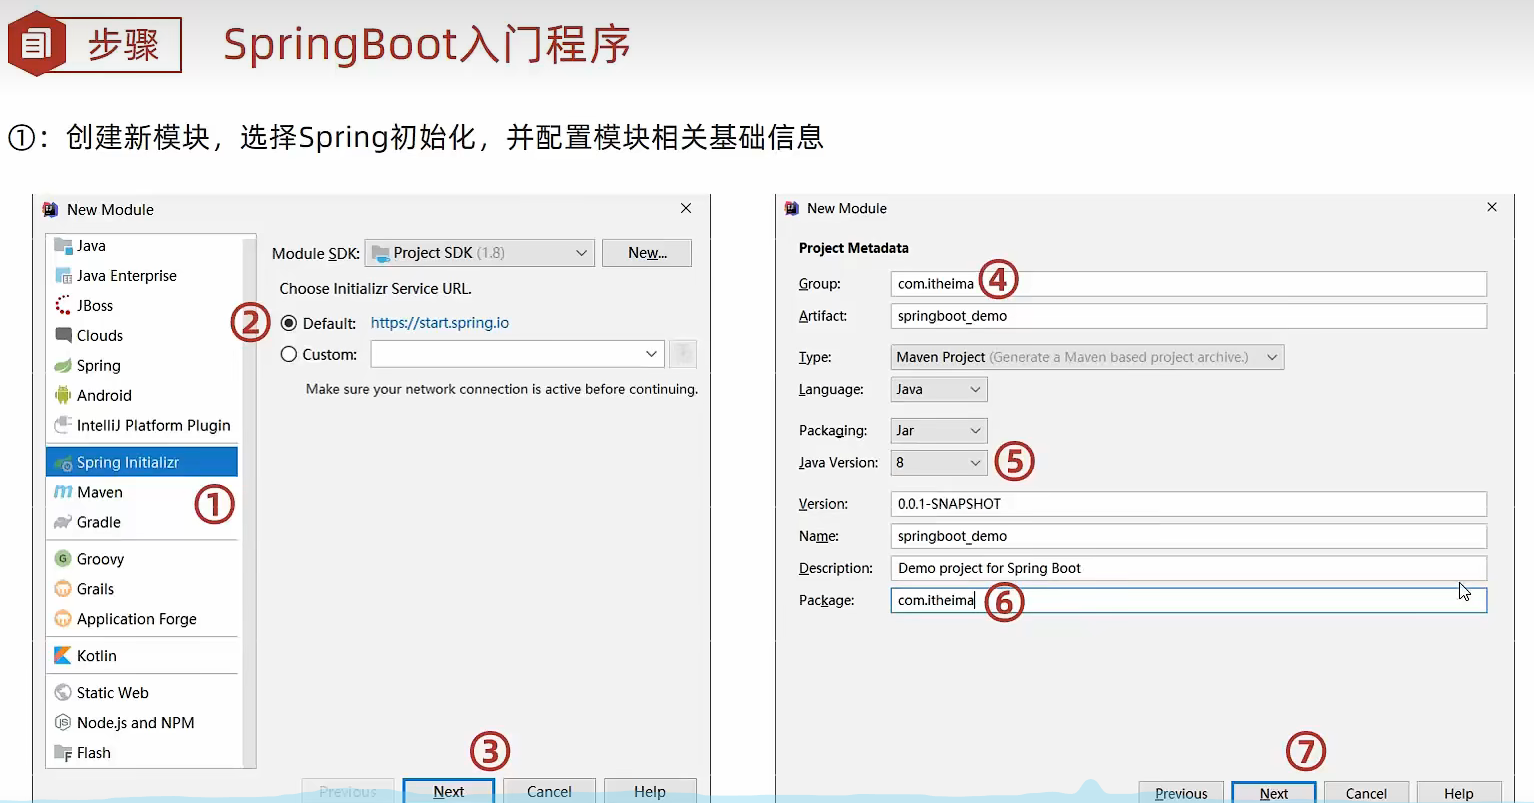 步骤
SpringBoot入门程序
①：创建新模块，选择Spring初始化，并配置模块相关基础信息
New Module
Java
Java Enterprise
JBoss
Clouds
Spring
Android
IntelliJ Platform Plugin
Spring Initializr
①
Maven
Gradle
Groovy
Grails
Application Forge
Kotlin
Static Web
Node.js and NPM
Flash
Module SDK: Project SDK (1.8) New...
Choose Initializr Service URL.
② Default: https://start.spring.io
Custom:
Make sure your network connection is active before continuing.
③
Previous Next Cancel Help
New Module
Project Metadata
Group: com.itheima ④
Artifact: springboot_demo
Type: Maven Project (Generate a Maven based project archive.)
Language: Java
Packaging: Jar
Java Version: 8 ⑤
Version: 0.0.1-SNAPSHOT
Name: springboot_demo
Description: Demo project for Spring Boot
Package: com.itheima ⑥
⑦
Previous Next Cancel Help